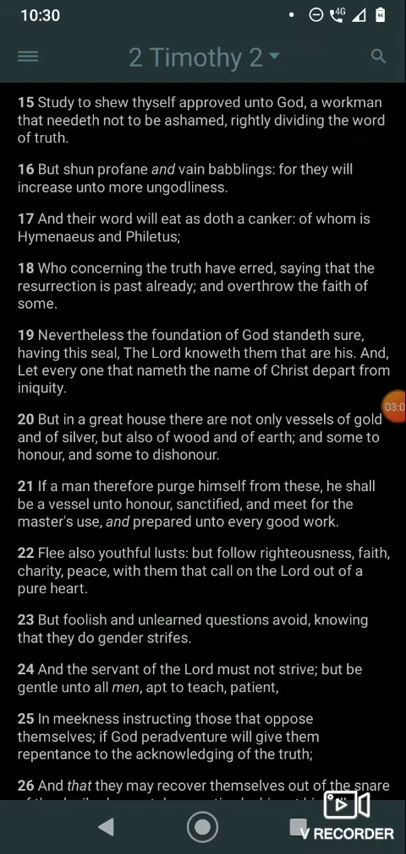 10:30
4G
2 Timothy 2
15 Study to shew thyself approved unto God, a workman
that needeth not to be ashamed, rightly dividing the word
of truth.
16 But shun profane and vain babblings: for they will
increase unto more ungodliness.
17 And their word will eat as doth a canker: of whom is
Hymenaeus and Philetus;
18 Who concerning the truth have erred, saying that the
resurrection is past already; and overthrow the faith of
some.
19 Nevertheless the foundation of God standeth sure,
having this seal, The Lord knoweth them that are his. And,
Let every one that nameth the name of Christ depart from
iniquity.
03:0
20 But in a great house there are not only vessels of gold
and of silver, but also of wood and of earth; and some to
honour, and some to dishonour.
21 If a man therefore purge himself from these, he shall
be a vessel unto honour, sanctified, and meet for the
master's use, and prepared unto every good work.
22 Flee also youthful lusts: but follow righteousness, faith,
charity, peace, with them that call on the Lord out of a
pure heart.
23 But foolish and unlearned questions avoid, knowing
that they do gender strifes.
24 And the servant of the Lord must not strive; but be
gentle unto all men, apt to teach, patient,
25 In meekness instructing those that oppose
themselves; if God peradventure will give them
repentance to the acknowledging of the truth;
26 And that they may recover themselves out of the snare
V RECORDER